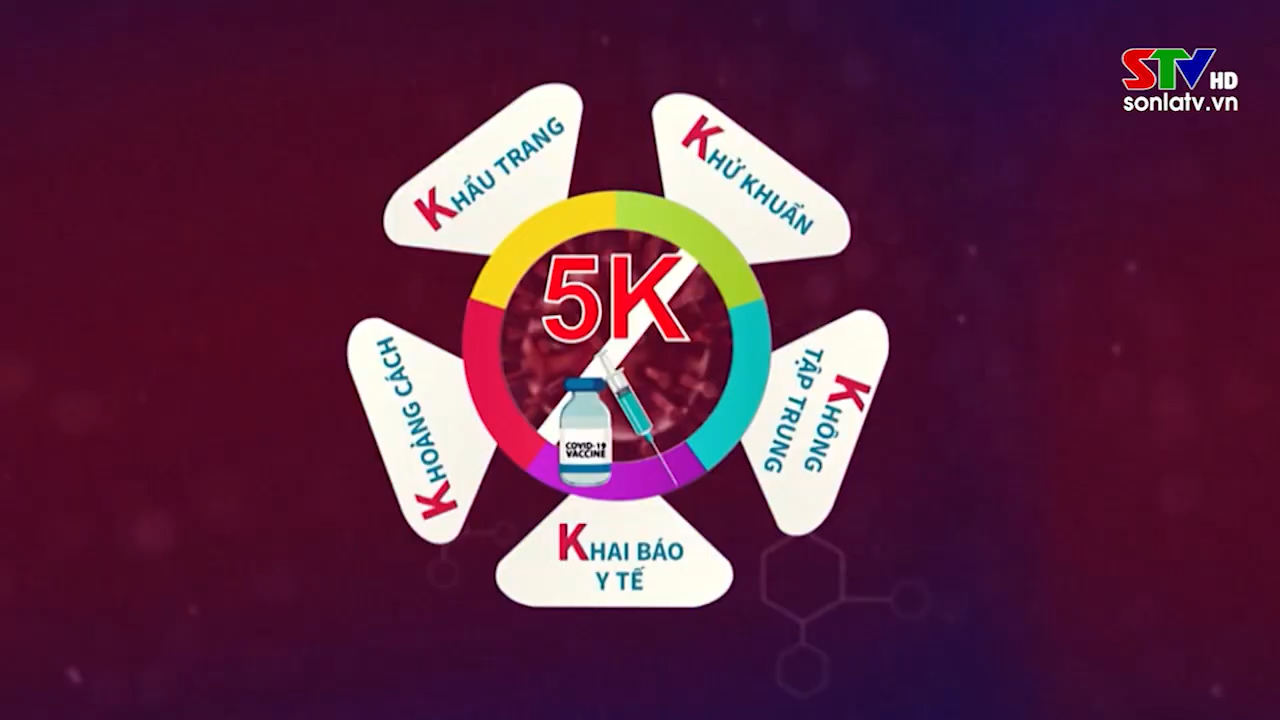 STV HD
sonlatv.vn
KHẨU TRANG
KHỬ KHUẨN
5K
KHOẢNG CÁCH
KHÔNG
TẬP TRUNG
COVID-19
VACCINE
KHAI BÁO
Y TẾ